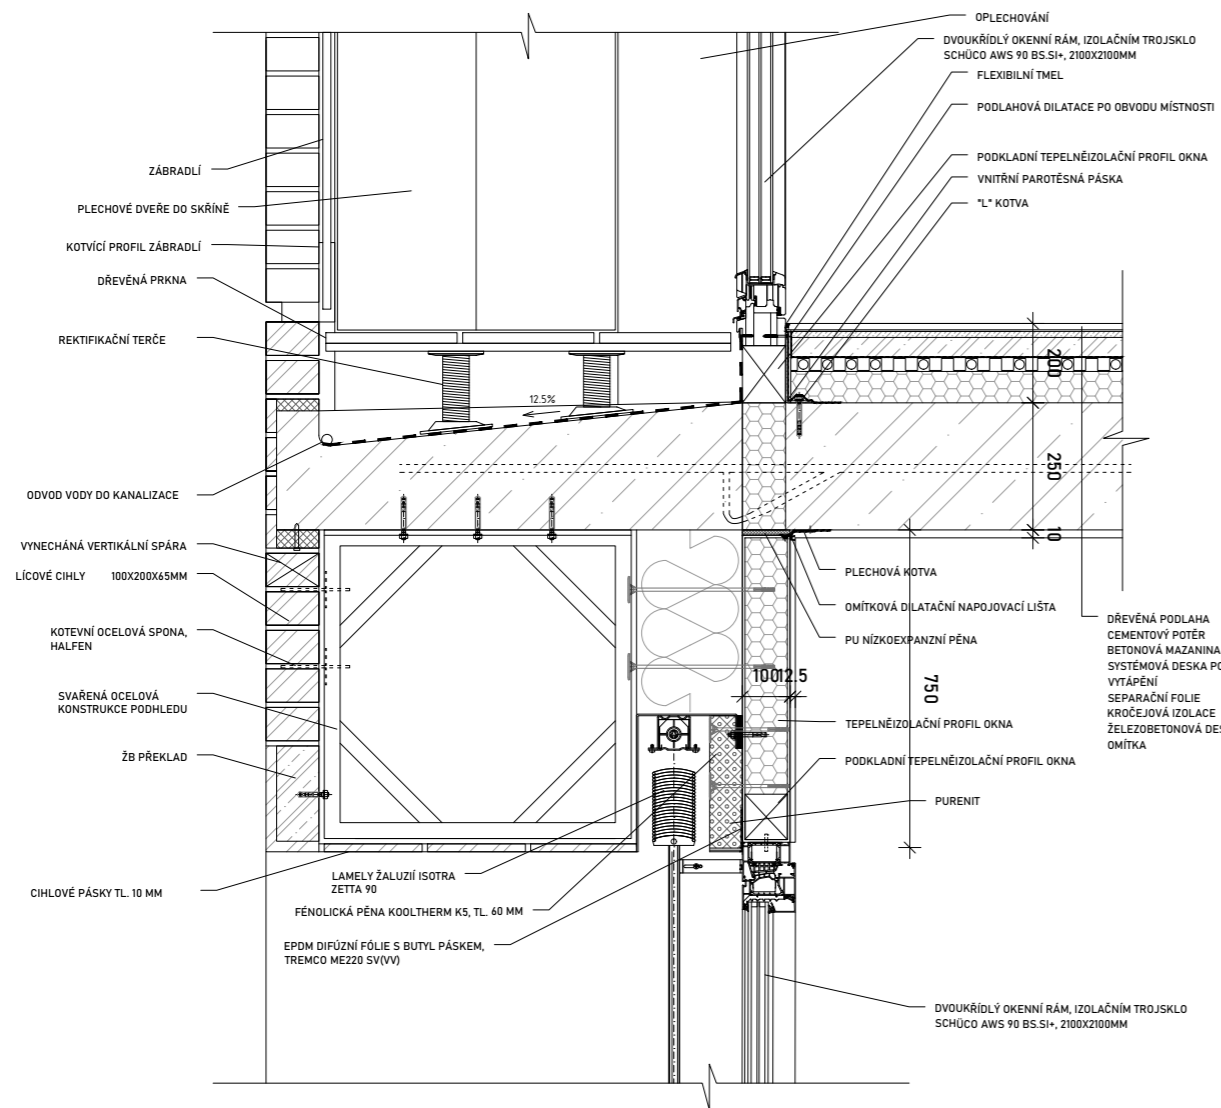 OPLECHOVÁNÍ
DVOUKŘÍDLÝ OKENNÍ RÁM, IZOLAČNÍM TROJSKLO
SCHÜCO AWS 90 BS.SI+, 2100X2100MM
FLEXIBILNÍ TMEL
PODLAHOVÁ DILATACE PO OBVODU MÍSTNOSTI
PODKLADNÍ TEPELNĚIZOLAČNÍ PROFIL OKNA
VNITŘNÍ PAROTĚSNÁ PÁSKA
"L" KOTVA
ZÁBRADLÍ
PLECHOVÉ DVEŘE DO SKŘÍNĚ
KOTVÍCÍ PROFIL ZÁBRADLÍ
DŘEVĚNÁ PRKNA
REKTIFIKAČNÍ TERČE
12.5%
200
250
10
ODVOD VODY DO KANALIZACE
VYNECHÁNÁ VERTIKÁLNÍ SPÁRA
LÍCOVÉ CIHLY 100X200X65MM
KOTEVNÍ OCELOVÁ SPONA,
HALFEN
SVAŘENÁ OCELOVÁ
KONSTRUKCE PODHLEDU
ŽB PŘEKLAD
CIHLOVÉ PÁSKY TL. 10 MM
PLECHOVÁ KOTVA
OMÍTKOVÁ DILATAČNÍ NAPOJOVACÍ LIŠTA
PU NÍZKOEXPANZNÍ PĚNA
100
12.5
750
TEPELNĚIZOLAČNÍ PROFIL OKNA
PODKLADNÍ TEPELNĚIZOLAČNÍ PROFIL OKNA
PURENIT
DŘEVĚNÁ PODLAHA
CEMENTOVÝ POTĚR
BETONOVÁ MAZANINA
SYSTÉMOVÁ DESKA PO
VYTÁPĚNÍ
SEPARAČNÍ FOLIE
KROČEJOVÁ IZOLACE
ŽELEZOBETONOVÁ DES
OMÍTKA
LAMELY ŽALUZIÍ ISOTRA
ZETTA 90
FÉNOLICKÁ PĚNA KOOLTHERM K5, TL. 60 MM
EPDM DIFÚZNÍ FÓLIE S BUTYL PÁSKEM,
TREMCO ME220 SV(VV)
DVOUKŘÍDLÝ OKENNÍ RÁM, IZOLAČNÍM TROJSKLO
SCHÜCO AWS 90 BS.SI+, 2100X2100MM